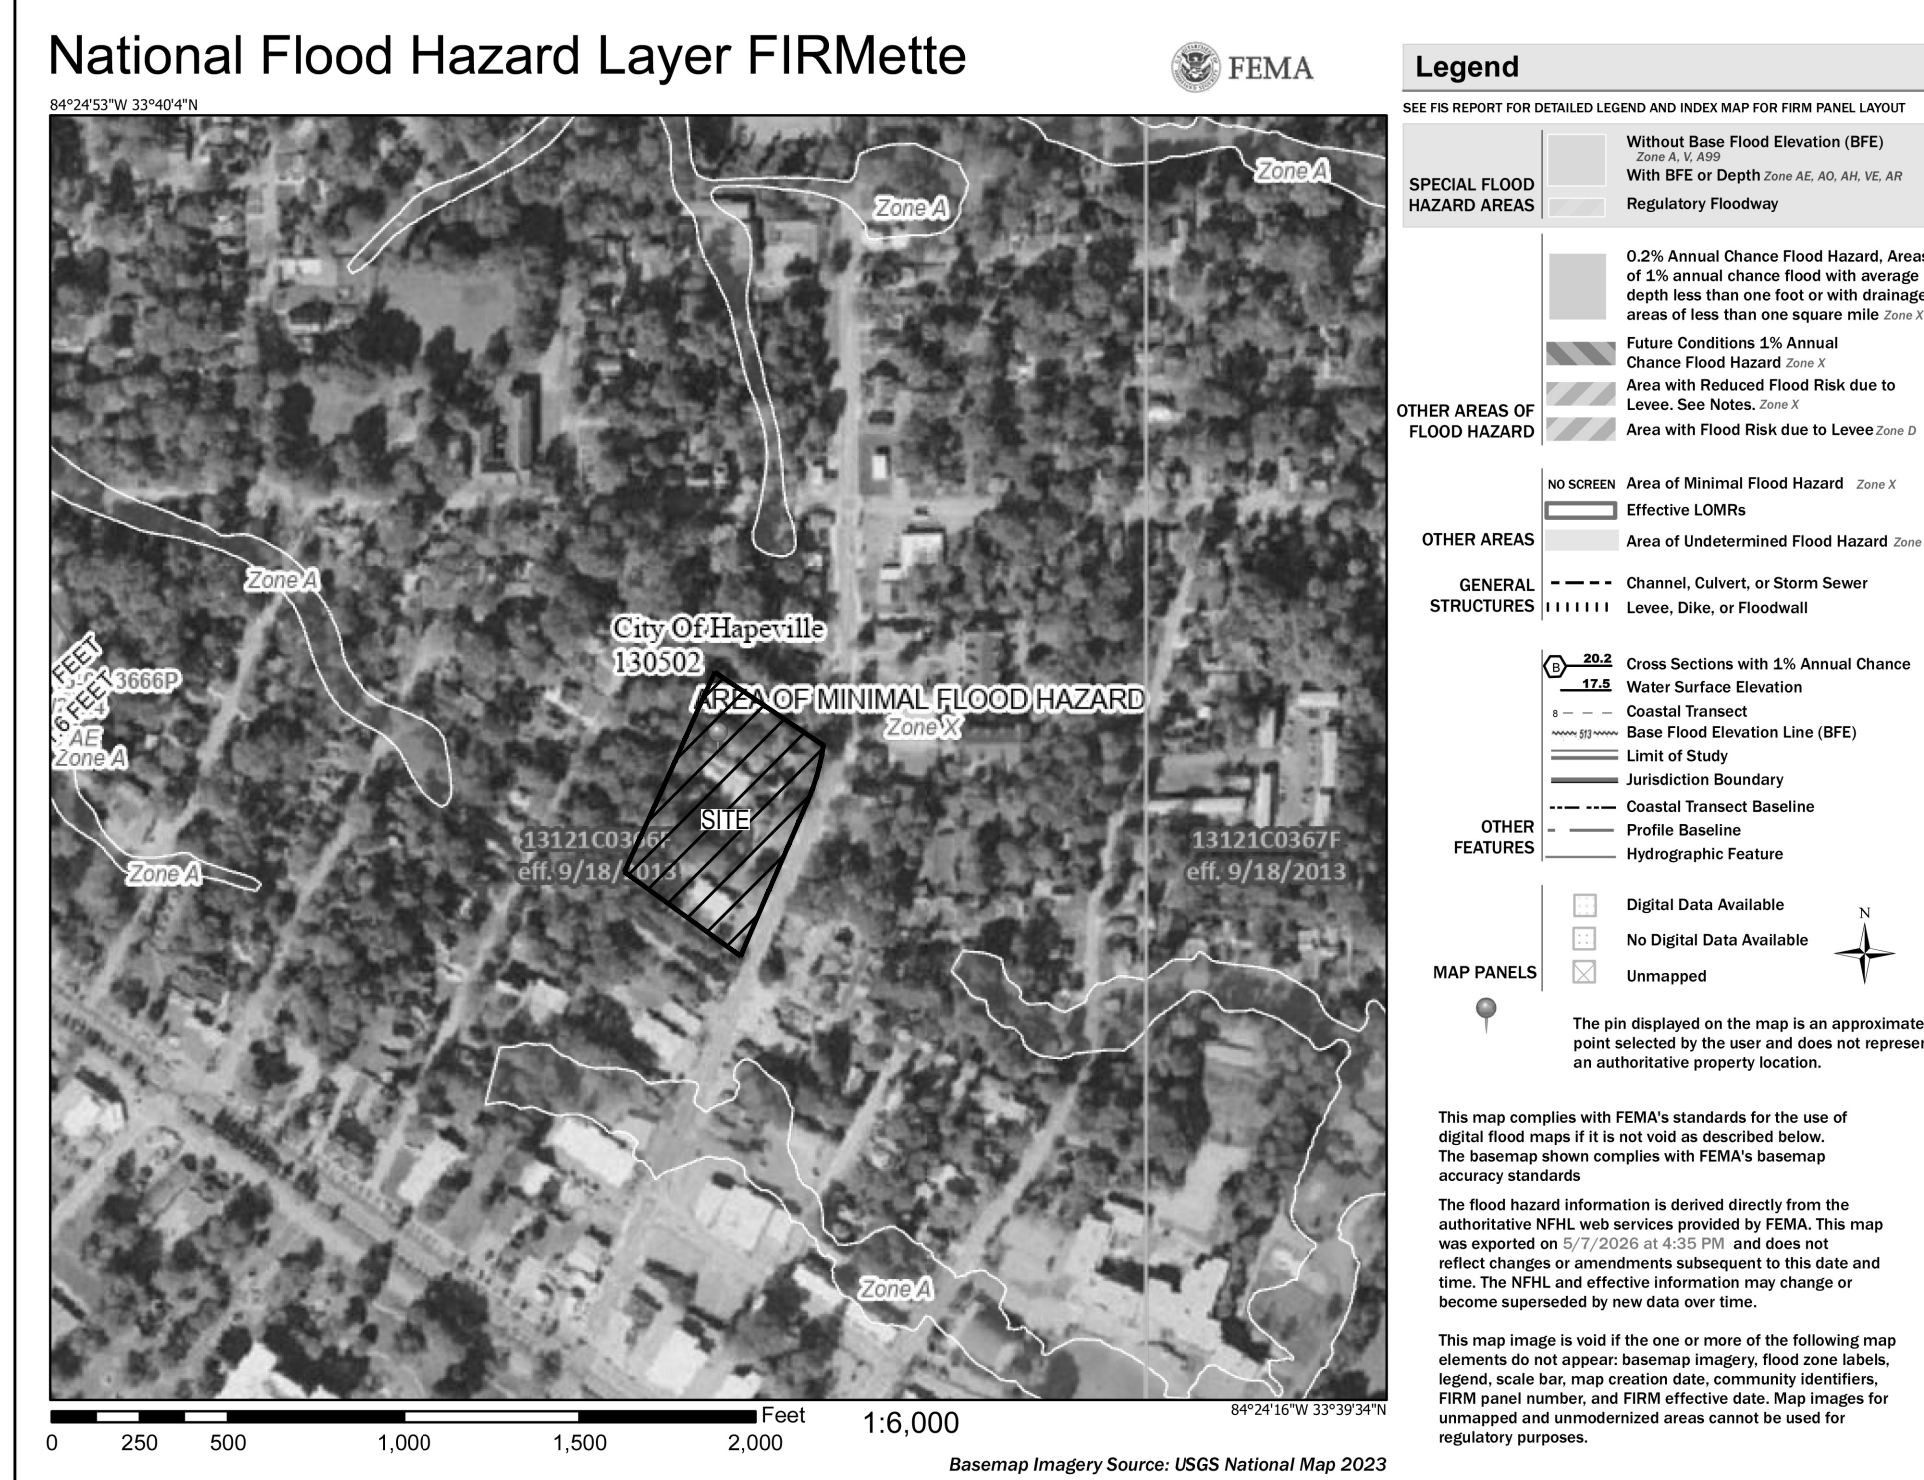 National Flood Hazard Layer FIRMette
FEMA
84°24'53"W 33°40'4"N
Zone A
Zone A
Zone A
City Of Hapeville
130502
AREA OF MINIMAL FLOOD HAZARD
Zone X
FEET
3666P
6 FEET
AE
Zone A
SITE
13121C0366F
eff. 9/18/2013
13121C0367F
eff. 9/18/2013
Zone A
Zone A
Feet
0 250 500 1,000 1,500 2,000
1:6,000
84°24'16"W 33°39'34"N
Basemap Imagery Source: USGS National Map 2023
Legend
SEE FIS REPORT FOR DETAILED LEGEND AND INDEX MAP FOR FIRM PANEL LAYOUT
SPECIAL FLOOD
HAZARD AREAS
Without Base Flood Elevation (BFE)
Zone A, V, A99
With BFE or Depth Zone AE, AO, AH, VE, AR
Regulatory Floodway
OTHER AREAS OF
FLOOD HAZARD
0.2% Annual Chance Flood Hazard, Areas
of 1% annual chance flood with average
depth less than one foot or with drainage
areas of less than one square mile Zone X
Future Conditions 1% Annual
Chance Flood Hazard Zone X
Area with Reduced Flood Risk due to
Levee. See Notes. Zone X
Area with Flood Risk due to Levee Zone D
OTHER AREAS
NO SCREEN Area of Minimal Flood Hazard Zone X
Effective LOMRs
Area of Undetermined Flood Hazard Zone
GENERAL
STRUCTURES
Channel, Culvert, or Storm Sewer
Levee, Dike, or Floodwall
OTHER
FEATURES
B 20.2 Cross Sections with 1% Annual Chance
17.5 Water Surface Elevation
8 Coastal Transect
513 Base Flood Elevation Line (BFE)
Limit of Study
Jurisdiction Boundary
Coastal Transect Baseline
Profile Baseline
Hydrographic Feature
MAP PANELS
Digital Data Available
No Digital Data Available
Unmapped
N
The pin displayed on the map is an approximate
point selected by the user and does not represen
an authoritative property location.
This map complies with FEMA's standards for the use of
digital flood maps if it is not void as described below.
The basemap shown complies with FEMA's basemap
accuracy standards
The flood hazard information is derived directly from the
authoritative NFHL web services provided by FEMA. This map
was exported on 5/7/2026 at 4:35 PM and does not
reflect changes or amendments subsequent to this date and
time. The NFHL and effective information may change or
become superseded by new data over time.
This map image is void if the one or more of the following map
elements do not appear: basemap imagery, flood zone labels,
legend, scale bar, map creation date, community identifiers,
FIRM panel number, and FIRM effective date. Map images for
unmapped and unmodernized areas cannot be used for
regulatory purposes.